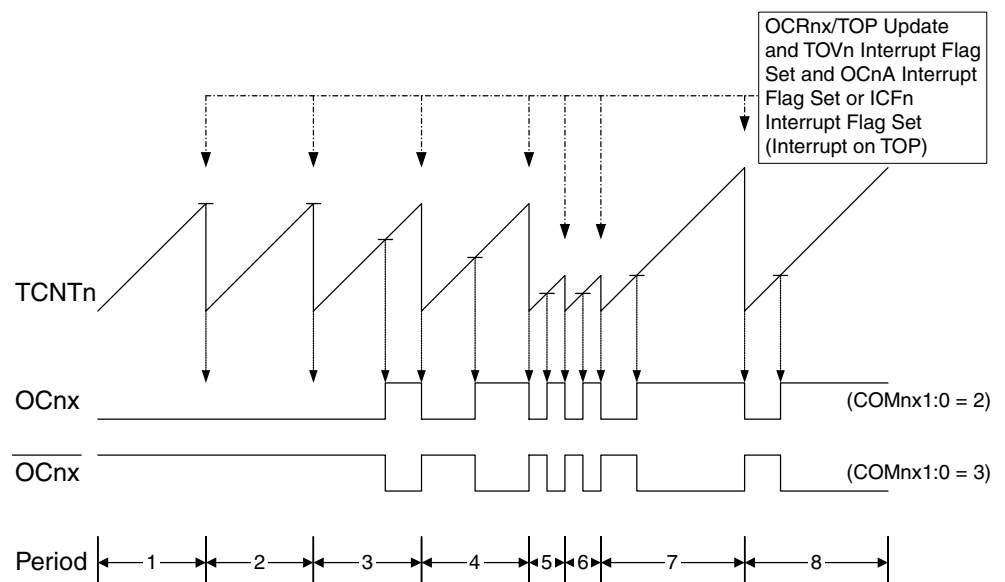 OCRnx/TOP Update
and TOVn Interrupt Flag
Set and OCnA Interrupt
Flag Set or ICFn
Interrupt Flag Set
(Interrupt on TOP)
TCNTn
OCnx
(COMnx1:0 = 2)
OCnx
(COMnx1:0 = 3)
Period 1 2 3 4 5 6 7 8